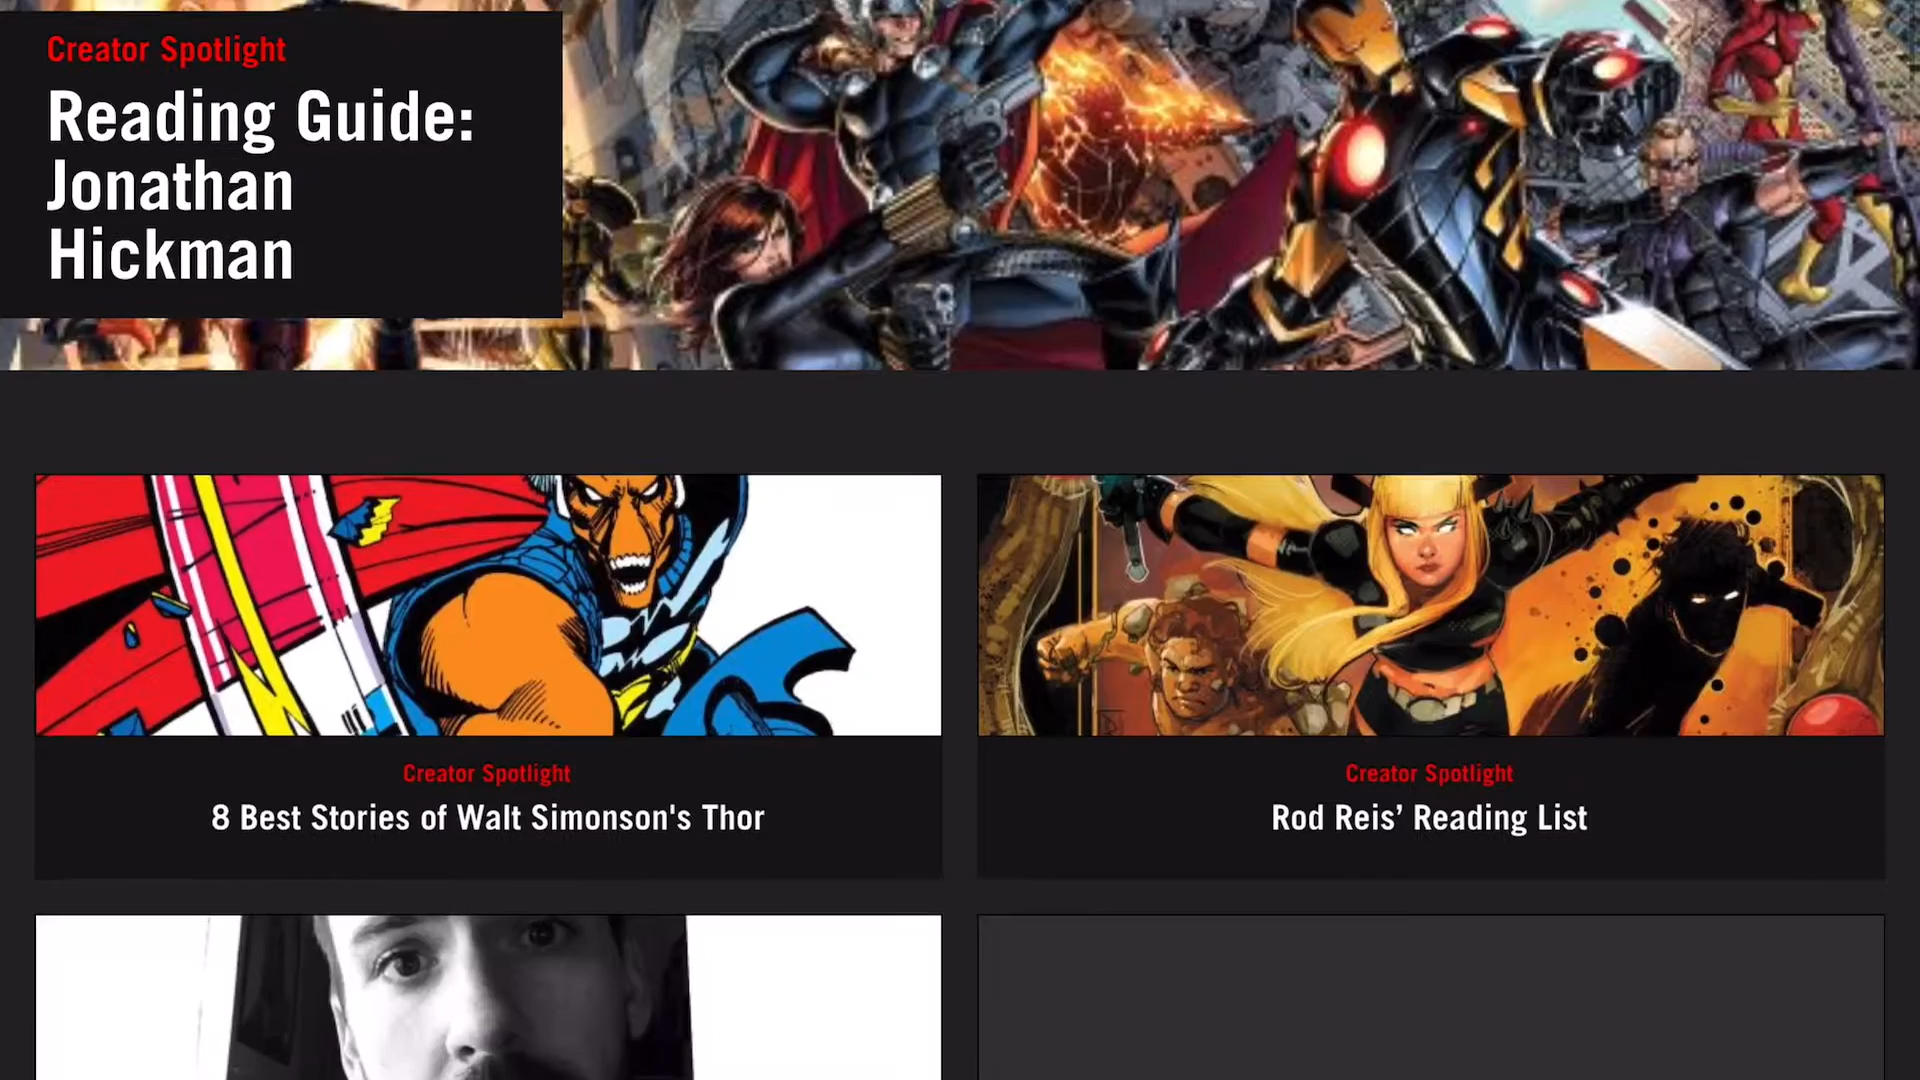 Creator Spotlight
Reading Guide:
Jonathan
Hickman
Creator Spotlight
8 Best Stories of Walt Simonson's Thor
Creator Spotlight
Rod Reis’ Reading List